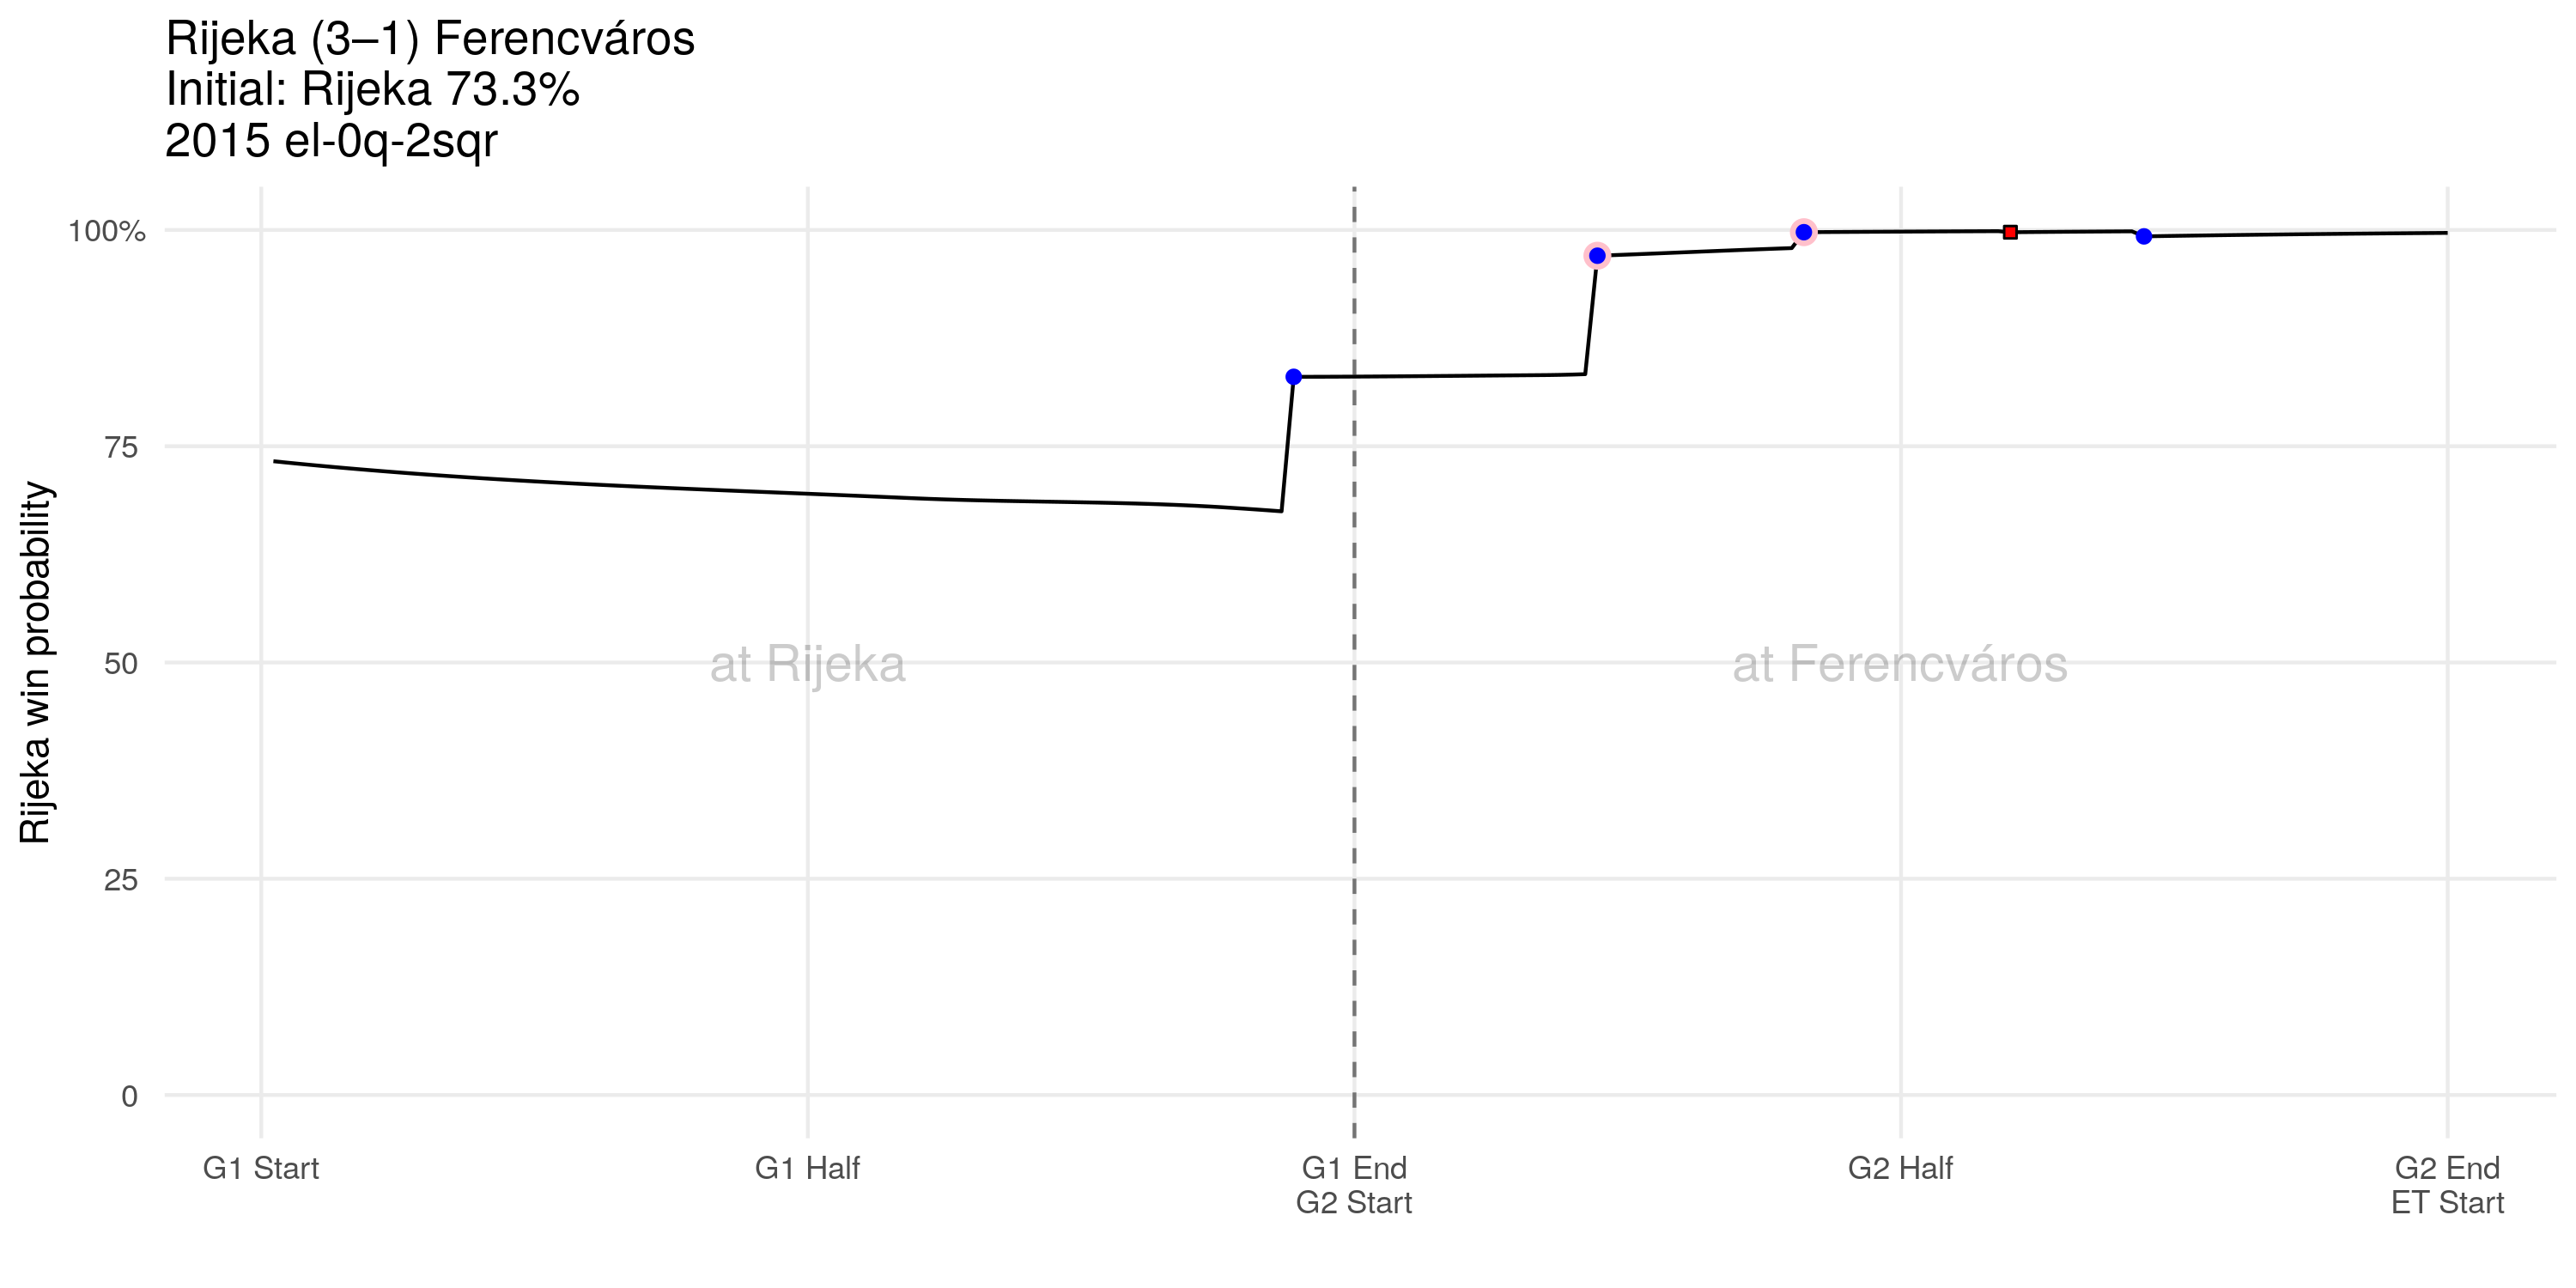 Rijeka (3–1) Ferencváros
Initial: Rijeka 73.3%
2015 el-0q-2sqr
Rijeka win probability
100%
75
50
25
0
at Rijeka
at Ferencváros
G1 Start
G1 Half
G1 End
G2 Start
G2 Half
G2 End
ET Start